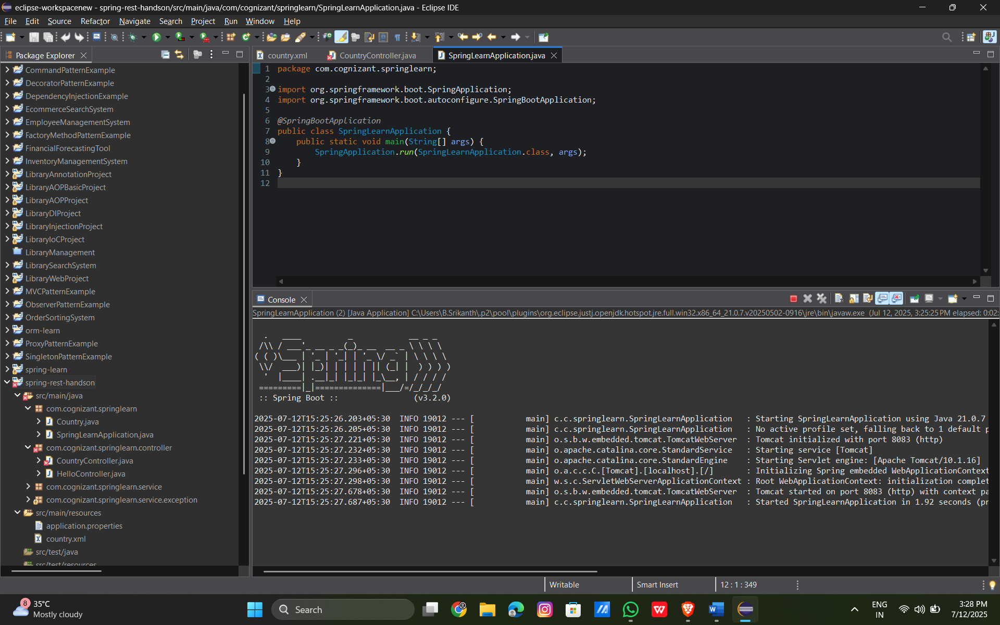 eclipse-workspacenew - spring-rest-handson/src/main/java/com/cognizant/springlearn/SpringLearnApplication.java - Eclipse IDE
File Edit Source Refactor Navigate Search Project Run Window Help
Package Explorer
CommandPatternExample
DecoratorPatternExample
DependencyInjectionExample
EcommerceSearchSystem
EmployeeManagementSystem
FactoryMethodPatternExample
FinancialForecastingTool
InventoryManagementSystem
LibraryAnnotationProject
LibraryAOPBasicProject
LibraryAOPProject
LibraryDIProject
LibraryInjectionProject
LibraryIoCProject
LibraryManagement
LibrarySearchSystem
LibraryWebProject
MVCPatternExample
ObserverPatternExample
OrderSortingSystem
orm-learn
ProxyPatternExample
SingletonPatternExample
spring-learn
spring-rest-handson
src/main/java
com.cognizant.springlearn
Country.java
SpringLearnApplication.java
com.cognizant.springlearn.controller
CountryController.java
HelloController.java
com.cognizant.springlearn.service
com.cognizant.springlearn.service.exception
src/main/resources
application.properties
country.xml
src/test/java
src/test/resources
country.xml CountryController.java SpringLearnApplication.java
1 package com.cognizant.springlearn;
2
3 import org.springframework.boot.SpringApplication;
4 import org.springframework.boot.autoconfigure.SpringBootApplication;
5
6 @SpringBootApplication
7 public class SpringLearnApplication {
8 public static void main(String[] args) {
9 SpringApplication.run(SpringLearnApplication.class, args);
10 }
11 }
12
Console
SpringLearnApplication (2) [Java Application] C:\Users\B.Srikanth\.p2\pool\plugins\org.eclipse.justj.openjdk.hotspot.jre.full.win32.x86_64_21.0.7.v20250502-0916\jre\bin\javaw.exe (Jul 12, 2025, 3:25:25 PM elapsed: 0:02:
:: Spring Boot :: (v3.2.0)
2025-07-12T15:25:26.203+05:30 INFO 19012 --- [ main] c.c.springlearn.SpringLearnApplication : Starting SpringLearnApplication using Java 21.0.7
2025-07-12T15:25:26.205+05:30 INFO 19012 --- [ main] c.c.springlearn.SpringLearnApplication : No active profile set, falling back to 1 default p
2025-07-12T15:25:27.221+05:30 INFO 19012 --- [ main] o.s.b.w.embedded.tomcat.TomcatWebServer : Tomcat initialized with port 8083 (http)
2025-07-12T15:25:27.232+05:30 INFO 19012 --- [ main] o.apache.catalina.core.StandardService : Starting service [Tomcat]
2025-07-12T15:25:27.233+05:30 INFO 19012 --- [ main] o.apache.catalina.core.StandardEngine : Starting Servlet engine: [Apache Tomcat/10.1.16]
2025-07-12T15:25:27.296+05:30 INFO 19012 --- [ main] o.a.c.c.C.[Tomcat].[localhost].[/] : Initializing Spring embedded WebApplicationContext
2025-07-12T15:25:27.298+05:30 INFO 19012 --- [ main] w.s.c.ServletWebServerApplicationContext : Root WebApplicationContext: initialization complet
2025-07-12T15:25:27.678+05:30 INFO 19012 --- [ main] o.s.b.w.embedded.tomcat.TomcatWebServer : Tomcat started on port 8083 (http) with context pa
2025-07-12T15:25:27.687+05:30 INFO 19012 --- [ main] c.c.springlearn.SpringLearnApplication : Started SpringLearnApplication in 1.92 seconds (pr
Writable Smart Insert 12 : 1 : 349
8
35°C
Mostly cloudy
Search
ENG
IN
3:28 PM
7/12/2025